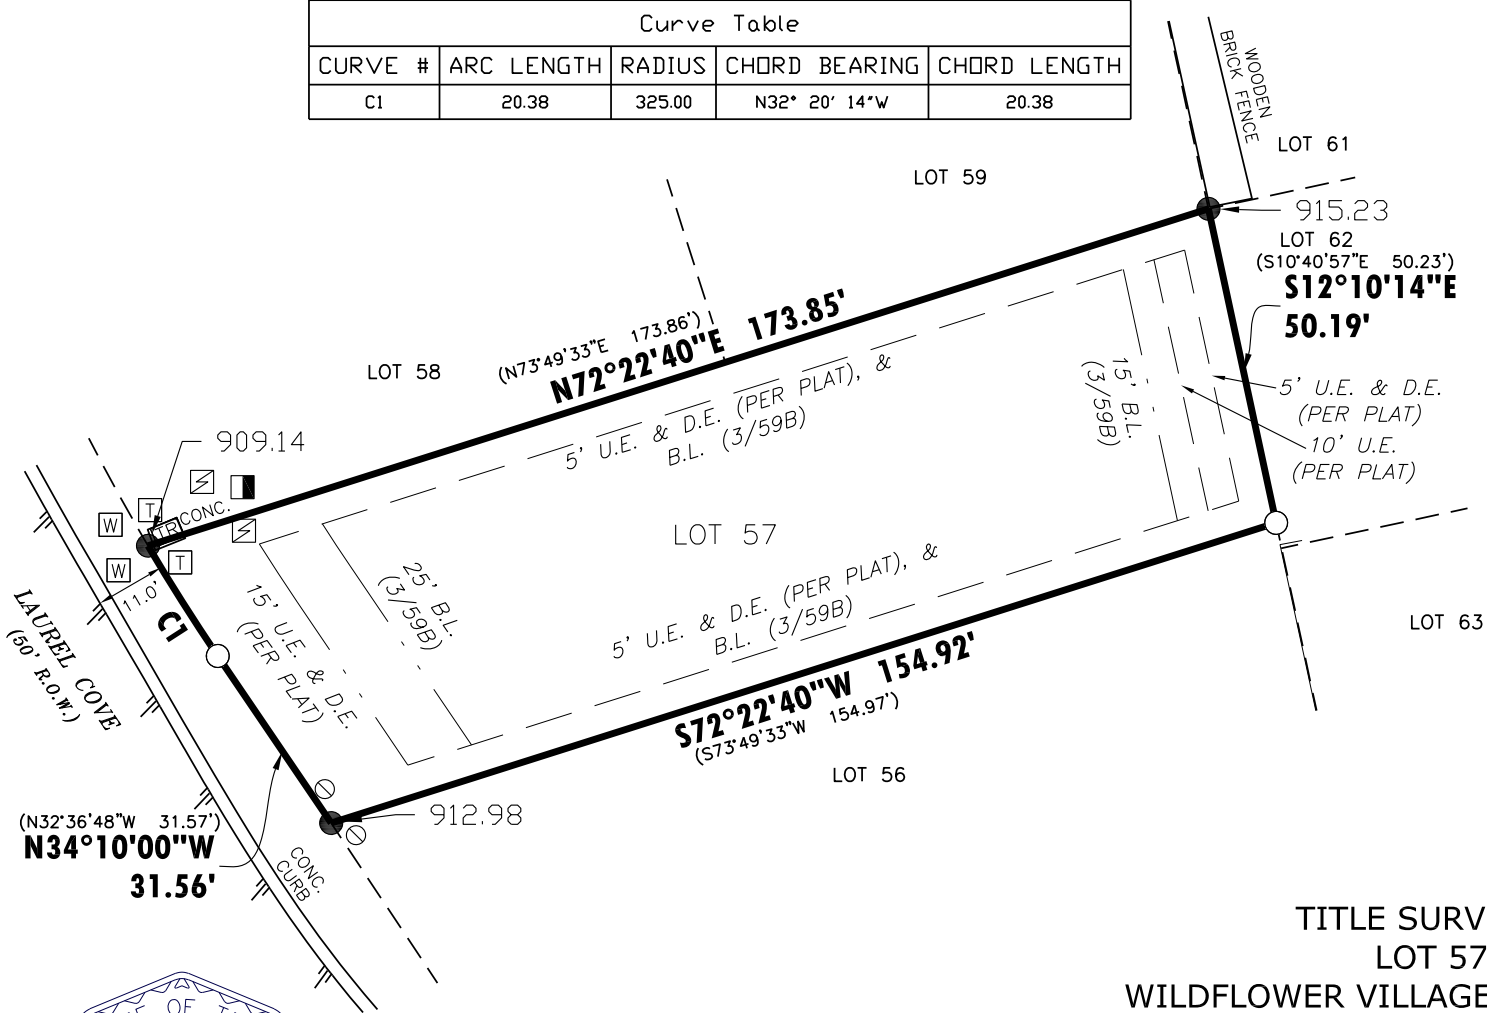 Curve Table
CURVE # ARC LENGTH RADIUS CHORD BEARING CHORD LENGTH
C1 20.38 325.00 N32° 20' 14"W 20.38
WOODEN
BRICK FENCE
LOT 61
LOT 59
915.23
LOT 62
(S10°40'57"E 50.23')
S12°10'14"E
50.19'
(N73°49'33"E 173.86')
N72°22'40"E 173.85'
LOT 58
5' U.E. & D.E. (PER PLAT), &
B.L. (3/59B)
15' B.L.
(3/59B)
5' U.E. & D.E.
(PER PLAT)
10' U.E.
(PER PLAT)
909.14
W
T
TR
CONC.
W
T
11.0'
C1
LOT 57
25' B.L.
(3/59B)
15' U.E. & D.E.
(PER PLAT)
5' U.E. & D.E. (PER PLAT), &
B.L. (3/59B)
LAUREL COVE
(50' R.O.W.)
LOT 63
S72°22'40"W 154.92'
(S73°49'33"W 154.97')
LOT 56
912.98
(N32°36'48"W 31.57')
N34°10'00"W
31.56'
CONC.
CURB
TITLE SURV
LOT 57
WILDFLOWER VILLAGE
OF